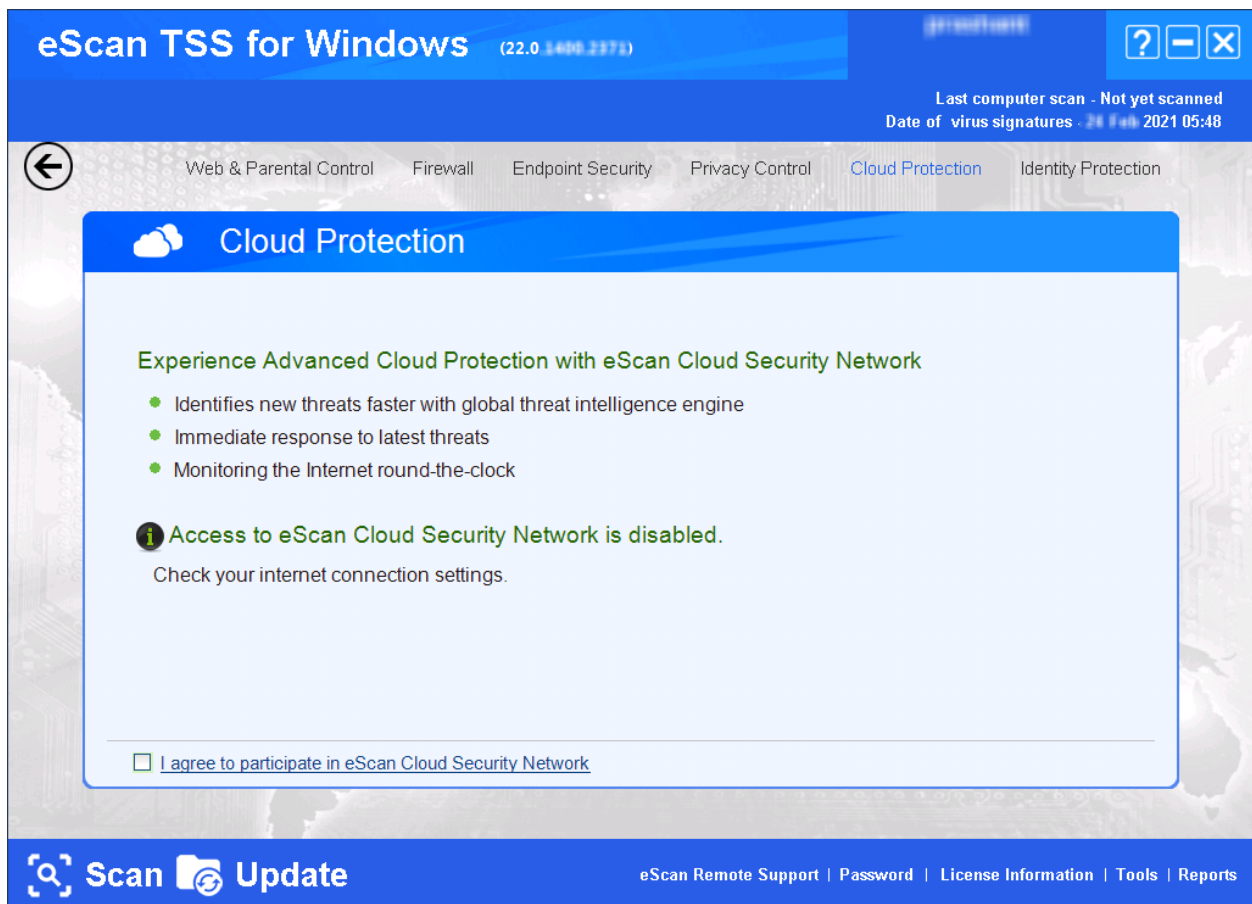 eScan TSS for Windows (22.0
Last computer scan - Not yet scanned
Date of virus signatures - 2021 05:48
Web & Parental Control Firewall Endpoint Security Privacy Control Cloud Protection Identity Protection
Cloud Protection
Experience Advanced Cloud Protection with eScan Cloud Security Network
Identifies new threats faster with global threat intelligence engine
Immediate response to latest threats
Monitoring the Internet round-the-clock
Access to eScan Cloud Security Network is disabled.
Check your internet connection settings.
I agree to participate in eScan Cloud Security Network
Scan Update eScan Remote Support | Password | License Information | Tools | Reports